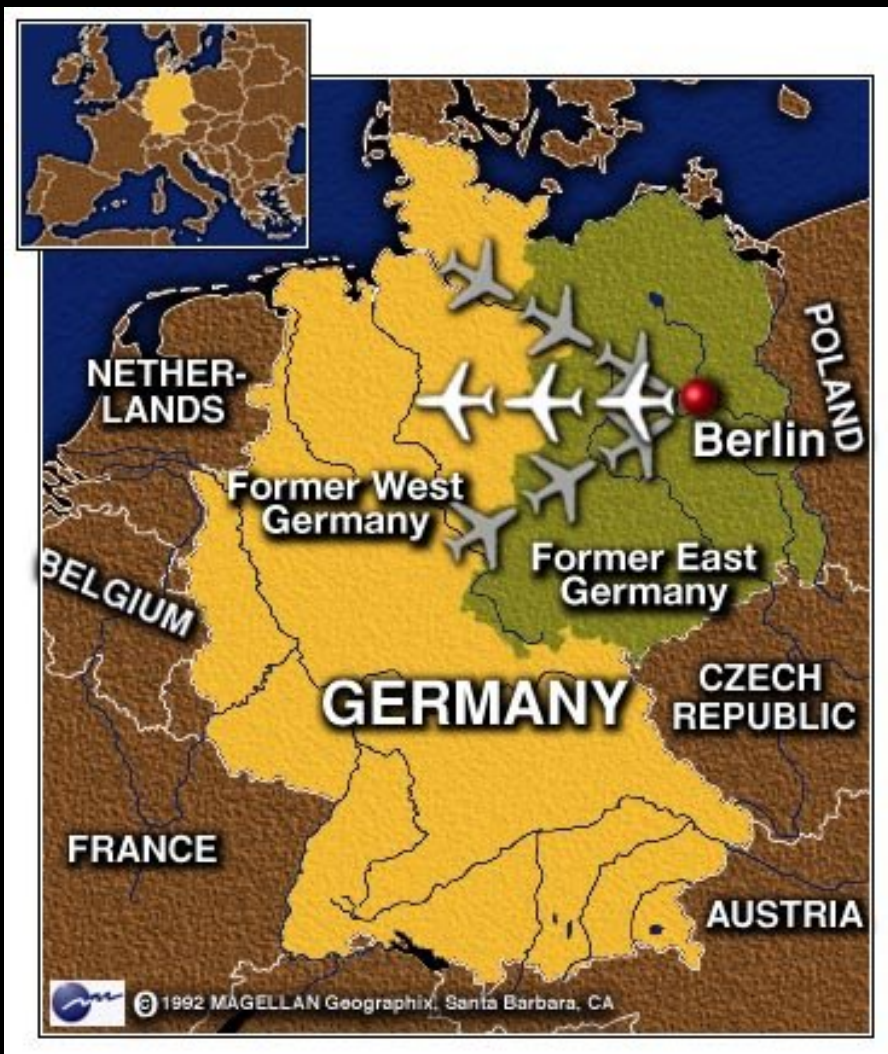 NETHER-
LANDS
POLAND
Berlin
Former West
Germany
Former East
Germany
BELGIUM
GERMANY
CZECH
REPUBLIC
FRANCE
AUSTRIA
© 1992 MAGELLAN Geographix, Santa Barbara, CA